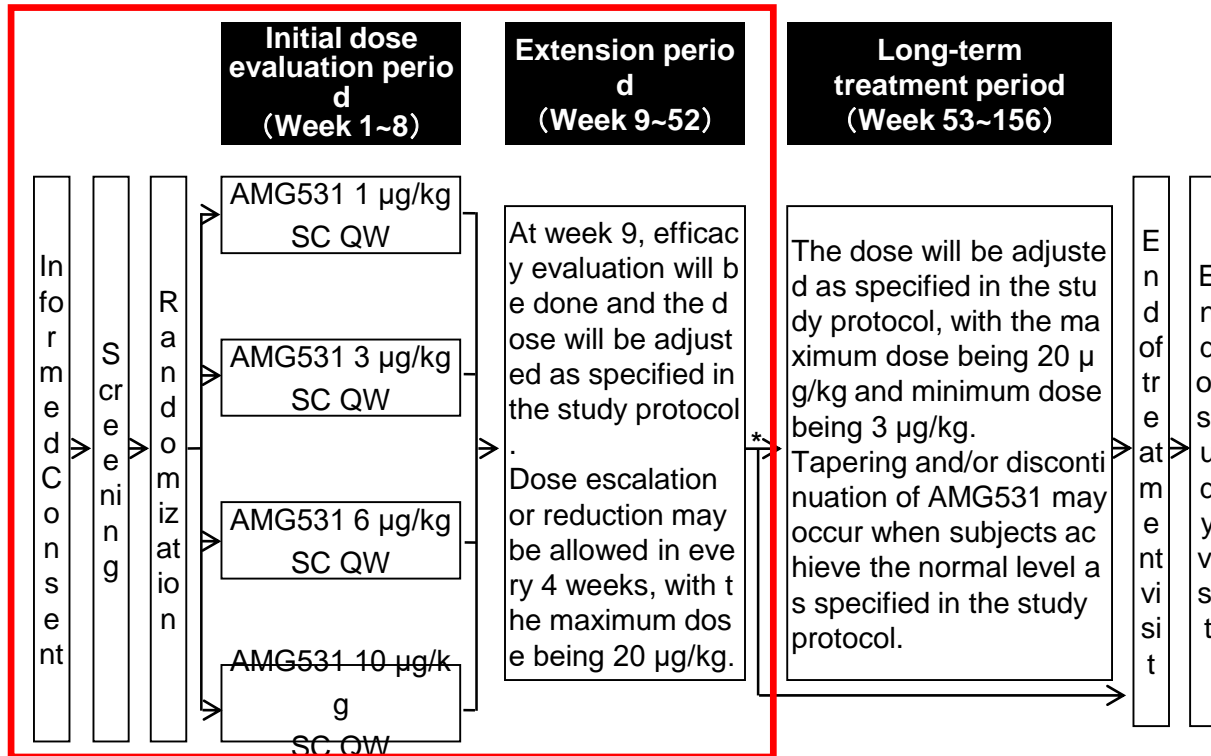 Initial dose
evaluation perio
d
(Week 1~8)
Extension perio
d
(Week 9~52)
Long-term
treatment period
(Week 53~156)
In
fo
r
m
e
d
C
o
n
s
e
nt
S
cr
e
e
ni
n
g
R
a
n
d
o
m
iz
at
io
n
AMG531 1 µg/kg
SC QW
AMG531 3 µg/kg
SC QW
AMG531 6 µg/kg
SC QW
AMG531 10 µg/k
g
SC QW
At week 9, efficac
y evaluation will b
e done and the d
ose will be adjust
ed as specified in
the study protocol
.
Dose escalation
or reduction may
be allowed in eve
ry 4 weeks, with t
he maximum dos
e being 20 µg/kg.
*
The dose will be adjuste
d as specified in the stu
dy protocol, with the ma
ximum dose being 20 µ
g/kg and minimum dose
being 3 µg/kg.
Tapering and/or disconti
nuation of AMG531 may
occur when subjects ac
hieve the normal level a
s specified in the study
protocol.
E
n
d
of
tr
e
at
m
e
nt
vi
si
t